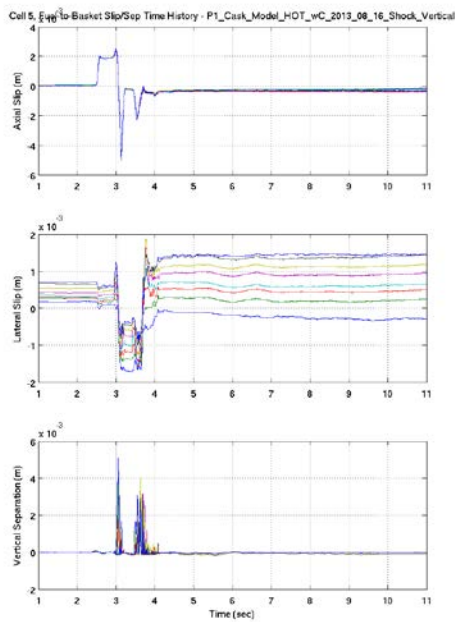 Cell 5, Fuel-to-Basket Slip/Sep Time History - P1_Cask_Model_HOT_wC_2013_08_16_Shock_Vertical
x 10^-3
4
2
0
-2
-4
6
Axial Slip (m)
1 2 3 4 5 6 7 8 9 10 11
x 10^-3
2
1
0
-1
-2
Lateral Slip (m)
1 2 3 4 5 6 7 8 9 10 11
x 10^-3
6
4
2
0
-2
Vertical Separation (m)
1 2 3 4 5 6 7 8 9 10 11
Time (sec)